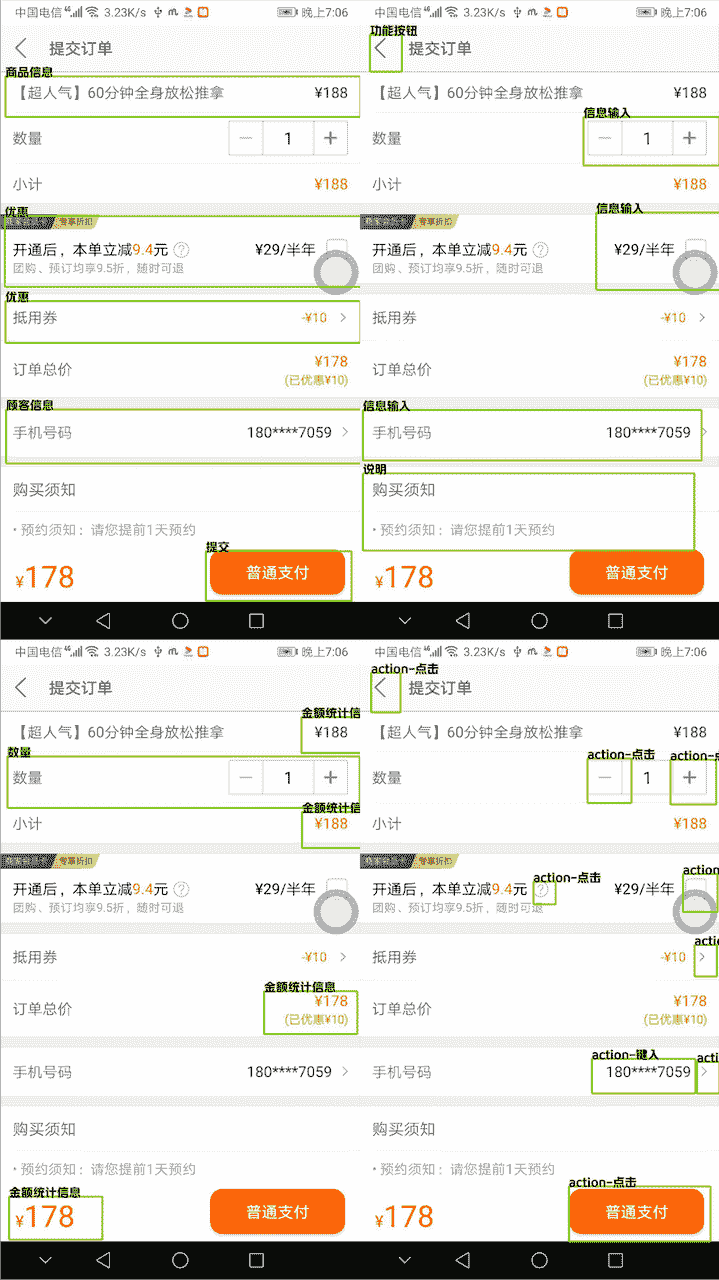 中国电信 46 3.23K/s 晚上7:06
提交订单
商品信息
【超人气】60分钟全身放松推拿 ¥188
数量 1 +
小计 ¥188
优惠
专享折扣
开通后，本单立减9.4元 ? ¥29/半年
团购、预订均享9.5折，随时可退
优惠
抵用券 -¥10 >
订单总价 ¥178
(已优惠¥10)
顾客信息
手机号码 180****7059 >
购买须知
• 预约须知：请您提前1天预约
提交
¥178 普通支付
中国电信 46 3.23K/s 晚上7:06
功能按钮
提交订单
【超人气】60分钟全身放松推拿 ¥188
信息输入
数量 1 +
小计 ¥188
信息输入
专享折扣
开通后，本单立减9.4元 ? ¥29/半年
团购、预订均享9.5折，随时可退
抵用券 -¥10 >
订单总价 ¥178
(已优惠¥10)
信息输入
手机号码 180****7059 >
说明
购买须知
• 预约须知：请您提前1天预约
¥178 普通支付
中国电信 46 3.23K/s 晚上7:06
提交订单
金额统计信
【超人气】60分钟全身放松推拿 ¥188
数量
数量 1 +
金额统计信
小计 ¥188
专享折扣
开通后，本单立减9.4元 ? ¥29/半年
团购、预订均享9.5折，随时可退
抵用券 -¥10 >
金额统计信息
订单总价 ¥178
(已优惠¥10)
手机号码 180****7059 >
购买须知
• 预约须知：请您提前1天预约
金额统计信息
¥178 普通支付
中国电信 46 3.23K/s 晚上7:06
action-点击
提交订单
【超人气】60分钟全身放松推拿 ¥188
action-点击 action-点
数量 1 +
小计 ¥188
专享折扣
action-点击 action
开通后，本单立减9.4元 ? ¥29/半年
团购、预订均享9.5折，随时可退
actio
抵用券 -¥10 >
订单总价 ¥178
(已优惠¥10)
action-键入 acti
手机号码 180****7059 >
购买须知
• 预约须知：请您提前1天预约
action-点击
¥178 普通支付